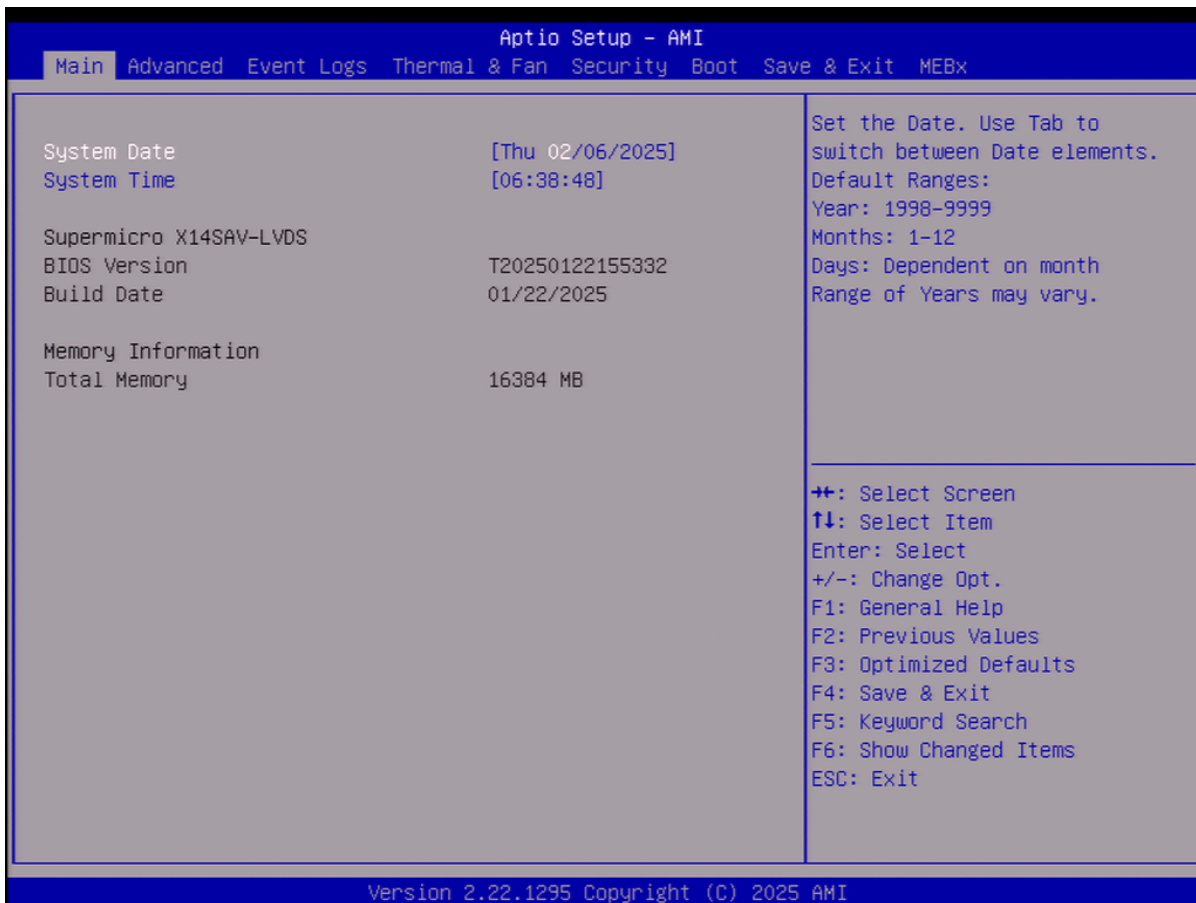 Aptio Setup – AMI
Main Advanced Event Logs Thermal & Fan Security Boot Save & Exit MEBx
System Date [Thu 02/06/2025]
System Time [06:38:48]
Supermicro X14SAV-LVDS
BIOS Version T20250122155332
Build Date 01/22/2025
Memory Information
Total Memory 16384 MB
Set the Date. Use Tab to
switch between Date elements.
Default Ranges:
Year: 1998-9999
Months: 1-12
Days: Dependent on month
Range of Years may vary.
→←: Select Screen
↑↓: Select Item
Enter: Select
+/-: Change Opt.
F1: General Help
F2: Previous Values
F3: Optimized Defaults
F4: Save & Exit
F5: Keyword Search
F6: Show Changed Items
ESC: Exit
Version 2.22.1295 Copyright (C) 2025 AMI